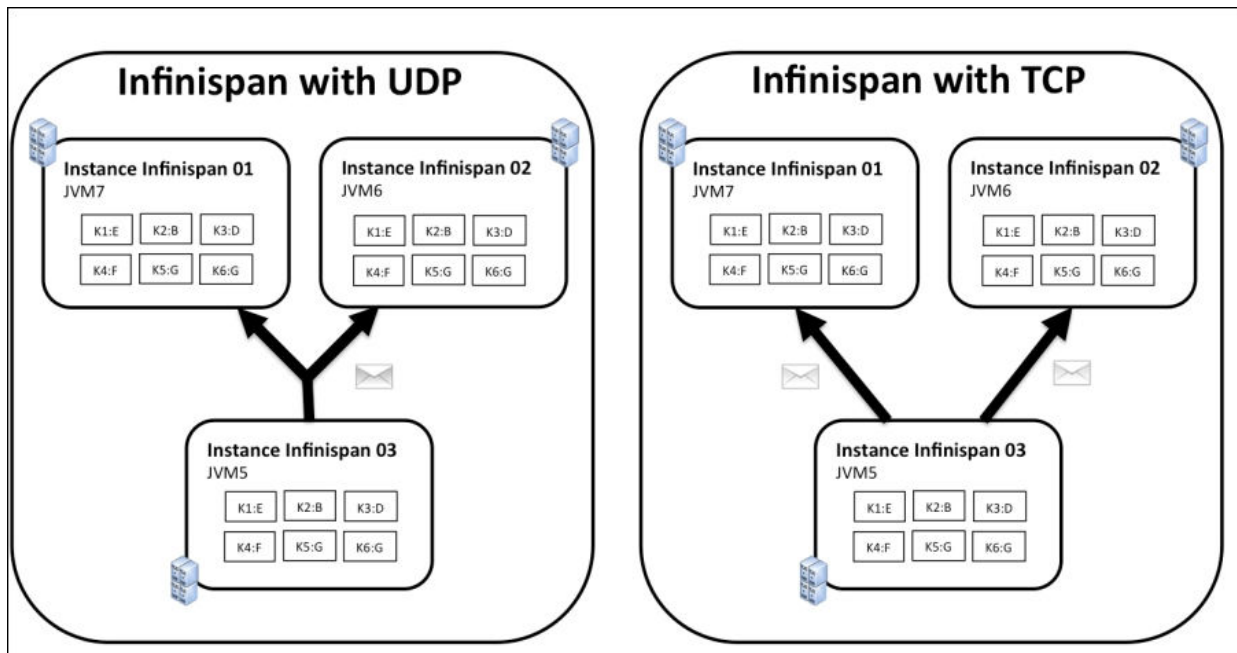 Infinispan with UDP
Instance Infinispan 01
JVM7
K1:E K2:B K3:D
K4:F K5:G K6:G
Instance Infinispan 02
JVM6
K1:E K2:B K3:D
K4:F K5:G K6:G
Instance Infinispan 03
JVM5
K1:E K2:B K3:D
K4:F K5:G K6:G
Infinispan with TCP
Instance Infinispan 01
JVM7
K1:E K2:B K3:D
K4:F K5:G K6:G
Instance Infinispan 02
JVM6
K1:E K2:B K3:D
K4:F K5:G K6:G
Instance Infinispan 03
JVM5
K1:E K2:B K3:D
K4:F K5:G K6:G